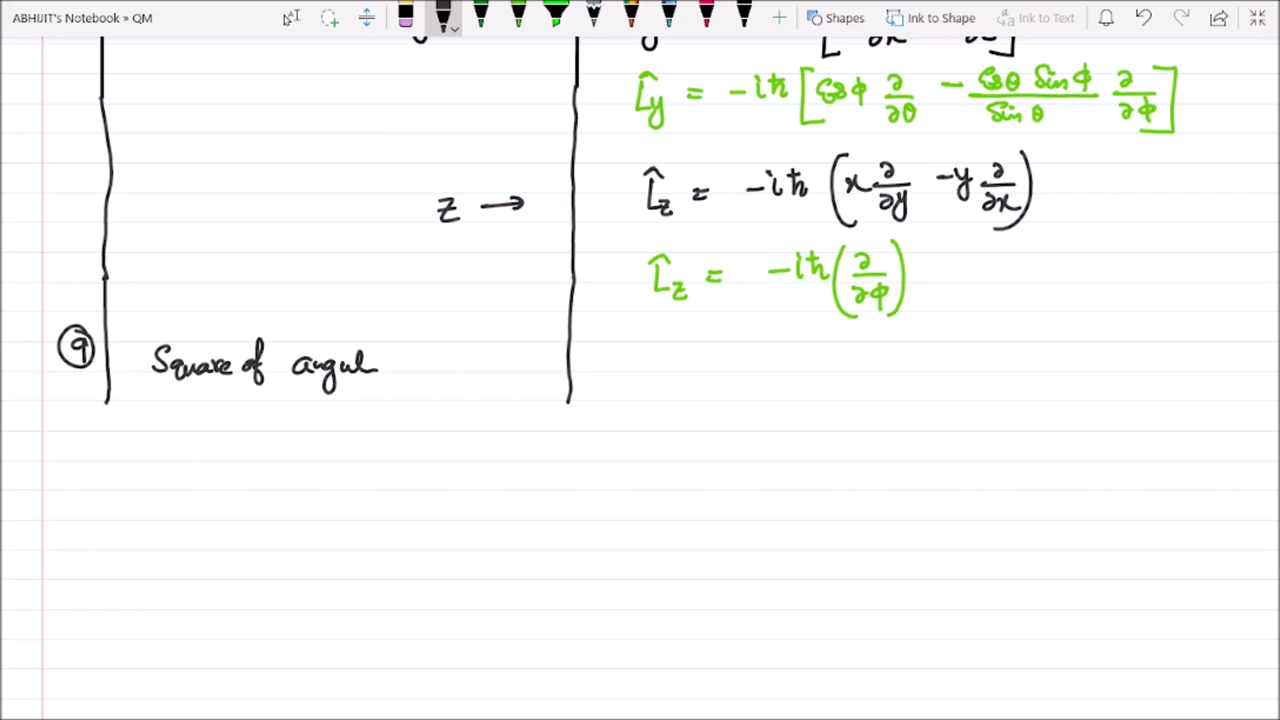 ABHIJIT's Notebook » QM
Shapes Ink to Shape Ink to Text
L̂y = -iħ [Cosφ ∂/∂θ - Cosθ Sinφ/Sinθ ∂/∂φ]
z → L̂z = -iħ (x ∂/∂y - y ∂/∂x)
L̂z = -iħ (∂/∂φ)
9 Square of angul